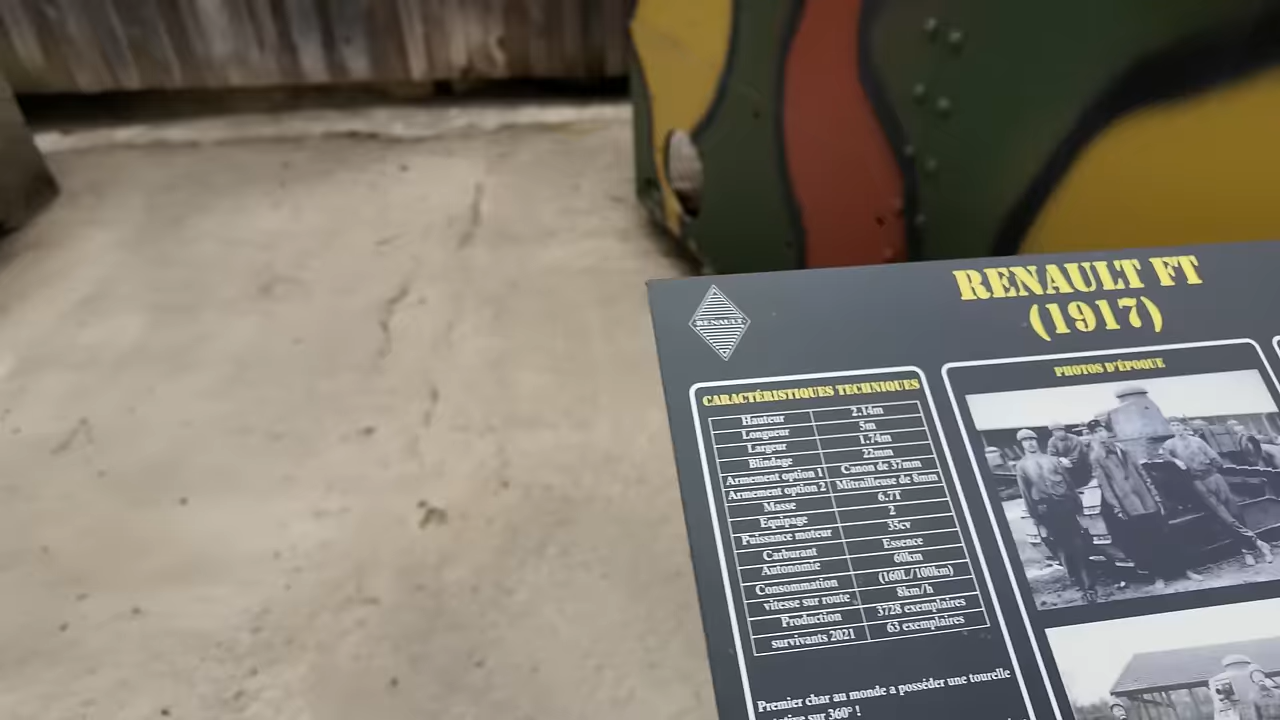 RENAULT FT
(1917)
RENAULT
CARACTÉRISTIQUES TECHNIQUES
Hauteur 2.14m
Longueur 5m
Largeur 1.74m
Blindage 22mm
Armement option 1 Canon de 37mm
Armement option 2 Mitrailleuse de 8mm
Masse 6.7T
Equipage 2
Puissance moteur 35cv
Carburant Essence
Autonomie 60km
Consommation (160L/100km)
vitesse sur route 8km/h
Production 3728 exemplaires
survivants 2021 63 exemplaires
Premier char au monde a posséder une tourelle
sur 360° !
PHOTOS D'ÉPOQUE